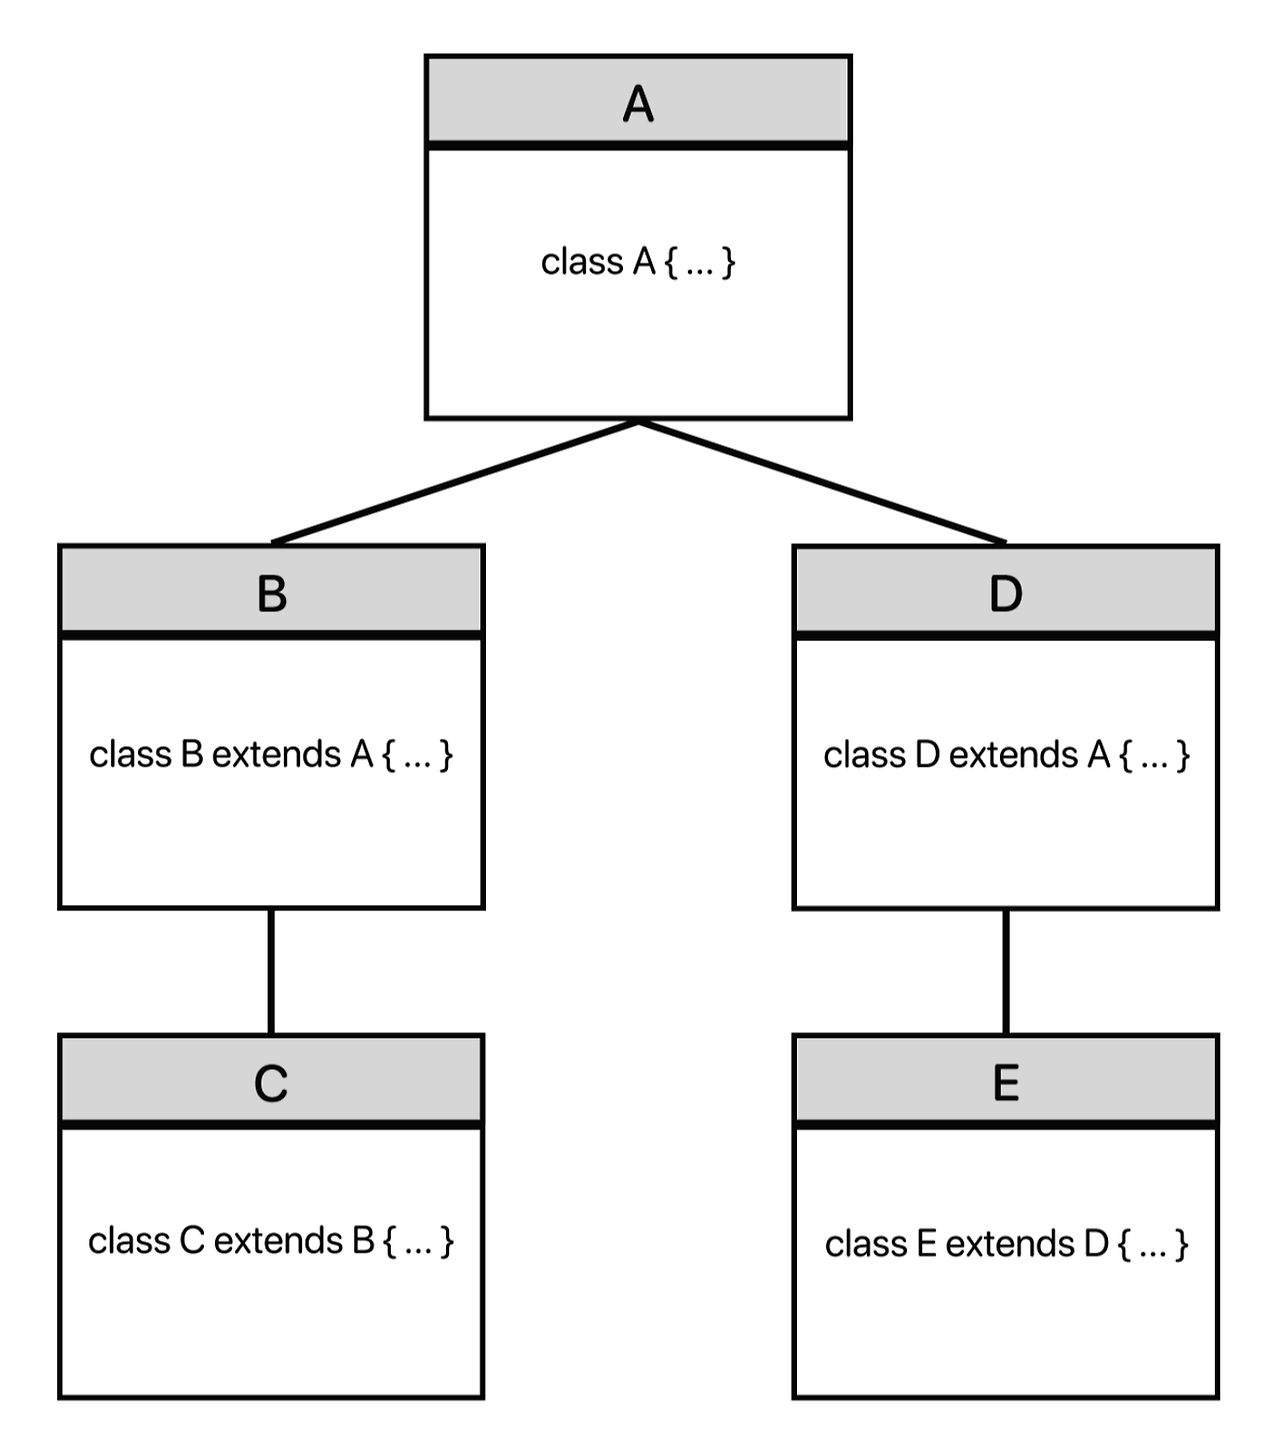 A
class A { ... }
B
class B extends A { ... }
D
class D extends A { ... }
C
class C extends B { ... }
E
class E extends D { ... }